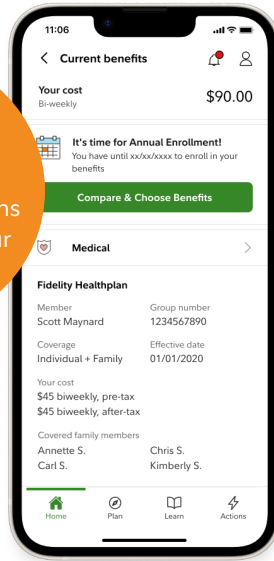 11:06
Current benefits
Your cost
Bi-weekly
$90.00
It's time for Annual Enrollment!
You have until xx/xx/xxxx to enroll in your
benefits
Compare & Choose Benefits
Medical
Fidelity Healthplan
Member
Scott Maynard
Group number
1234567890
Coverage
Individual + Family
Effective date
01/01/2020
Your cost
$45 biweekly, pre-tax
$45 biweekly, after-tax
Covered family members
Annette S.
Chris S.
Carl S.
Kimberly S.
Home
Plan
Learn
Actions